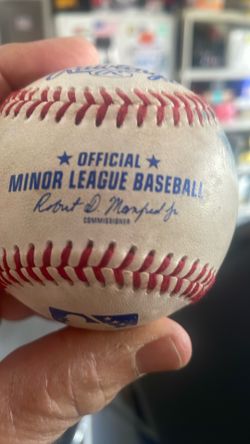 ★ OFFICIAL ★
MINOR LEAGUE BASEBALL
Robert D. Manfred Jr
COMMISSIONER